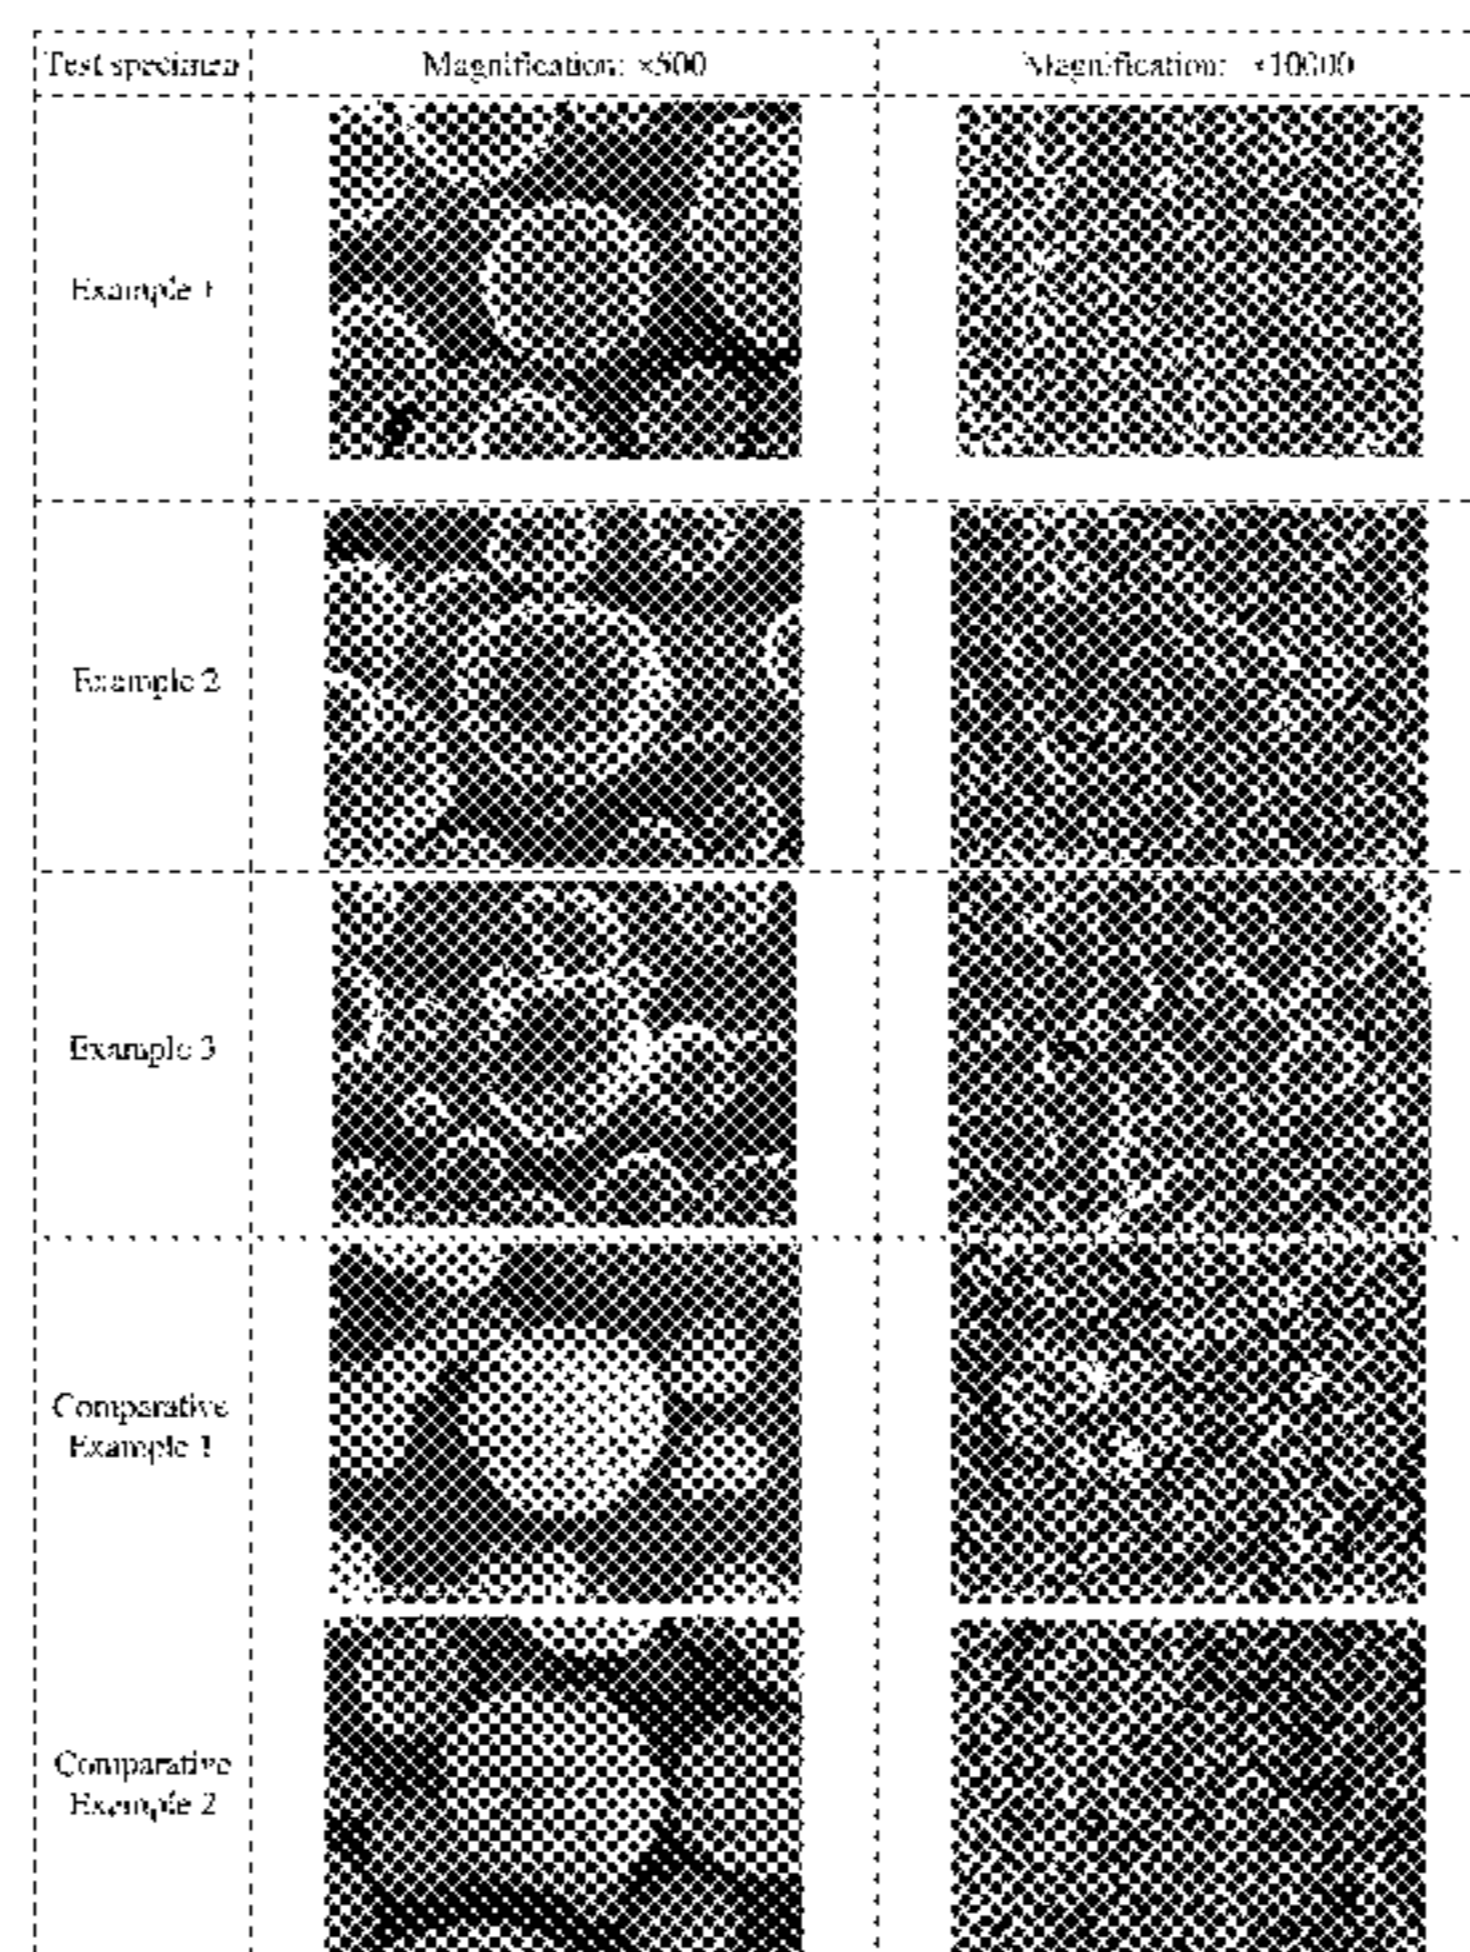 Test specimen
Magnification: ×500
Magnification: ×10000
Example 1
Example 2
Example 3
Comparative
Example 1
Comparative
Example 2